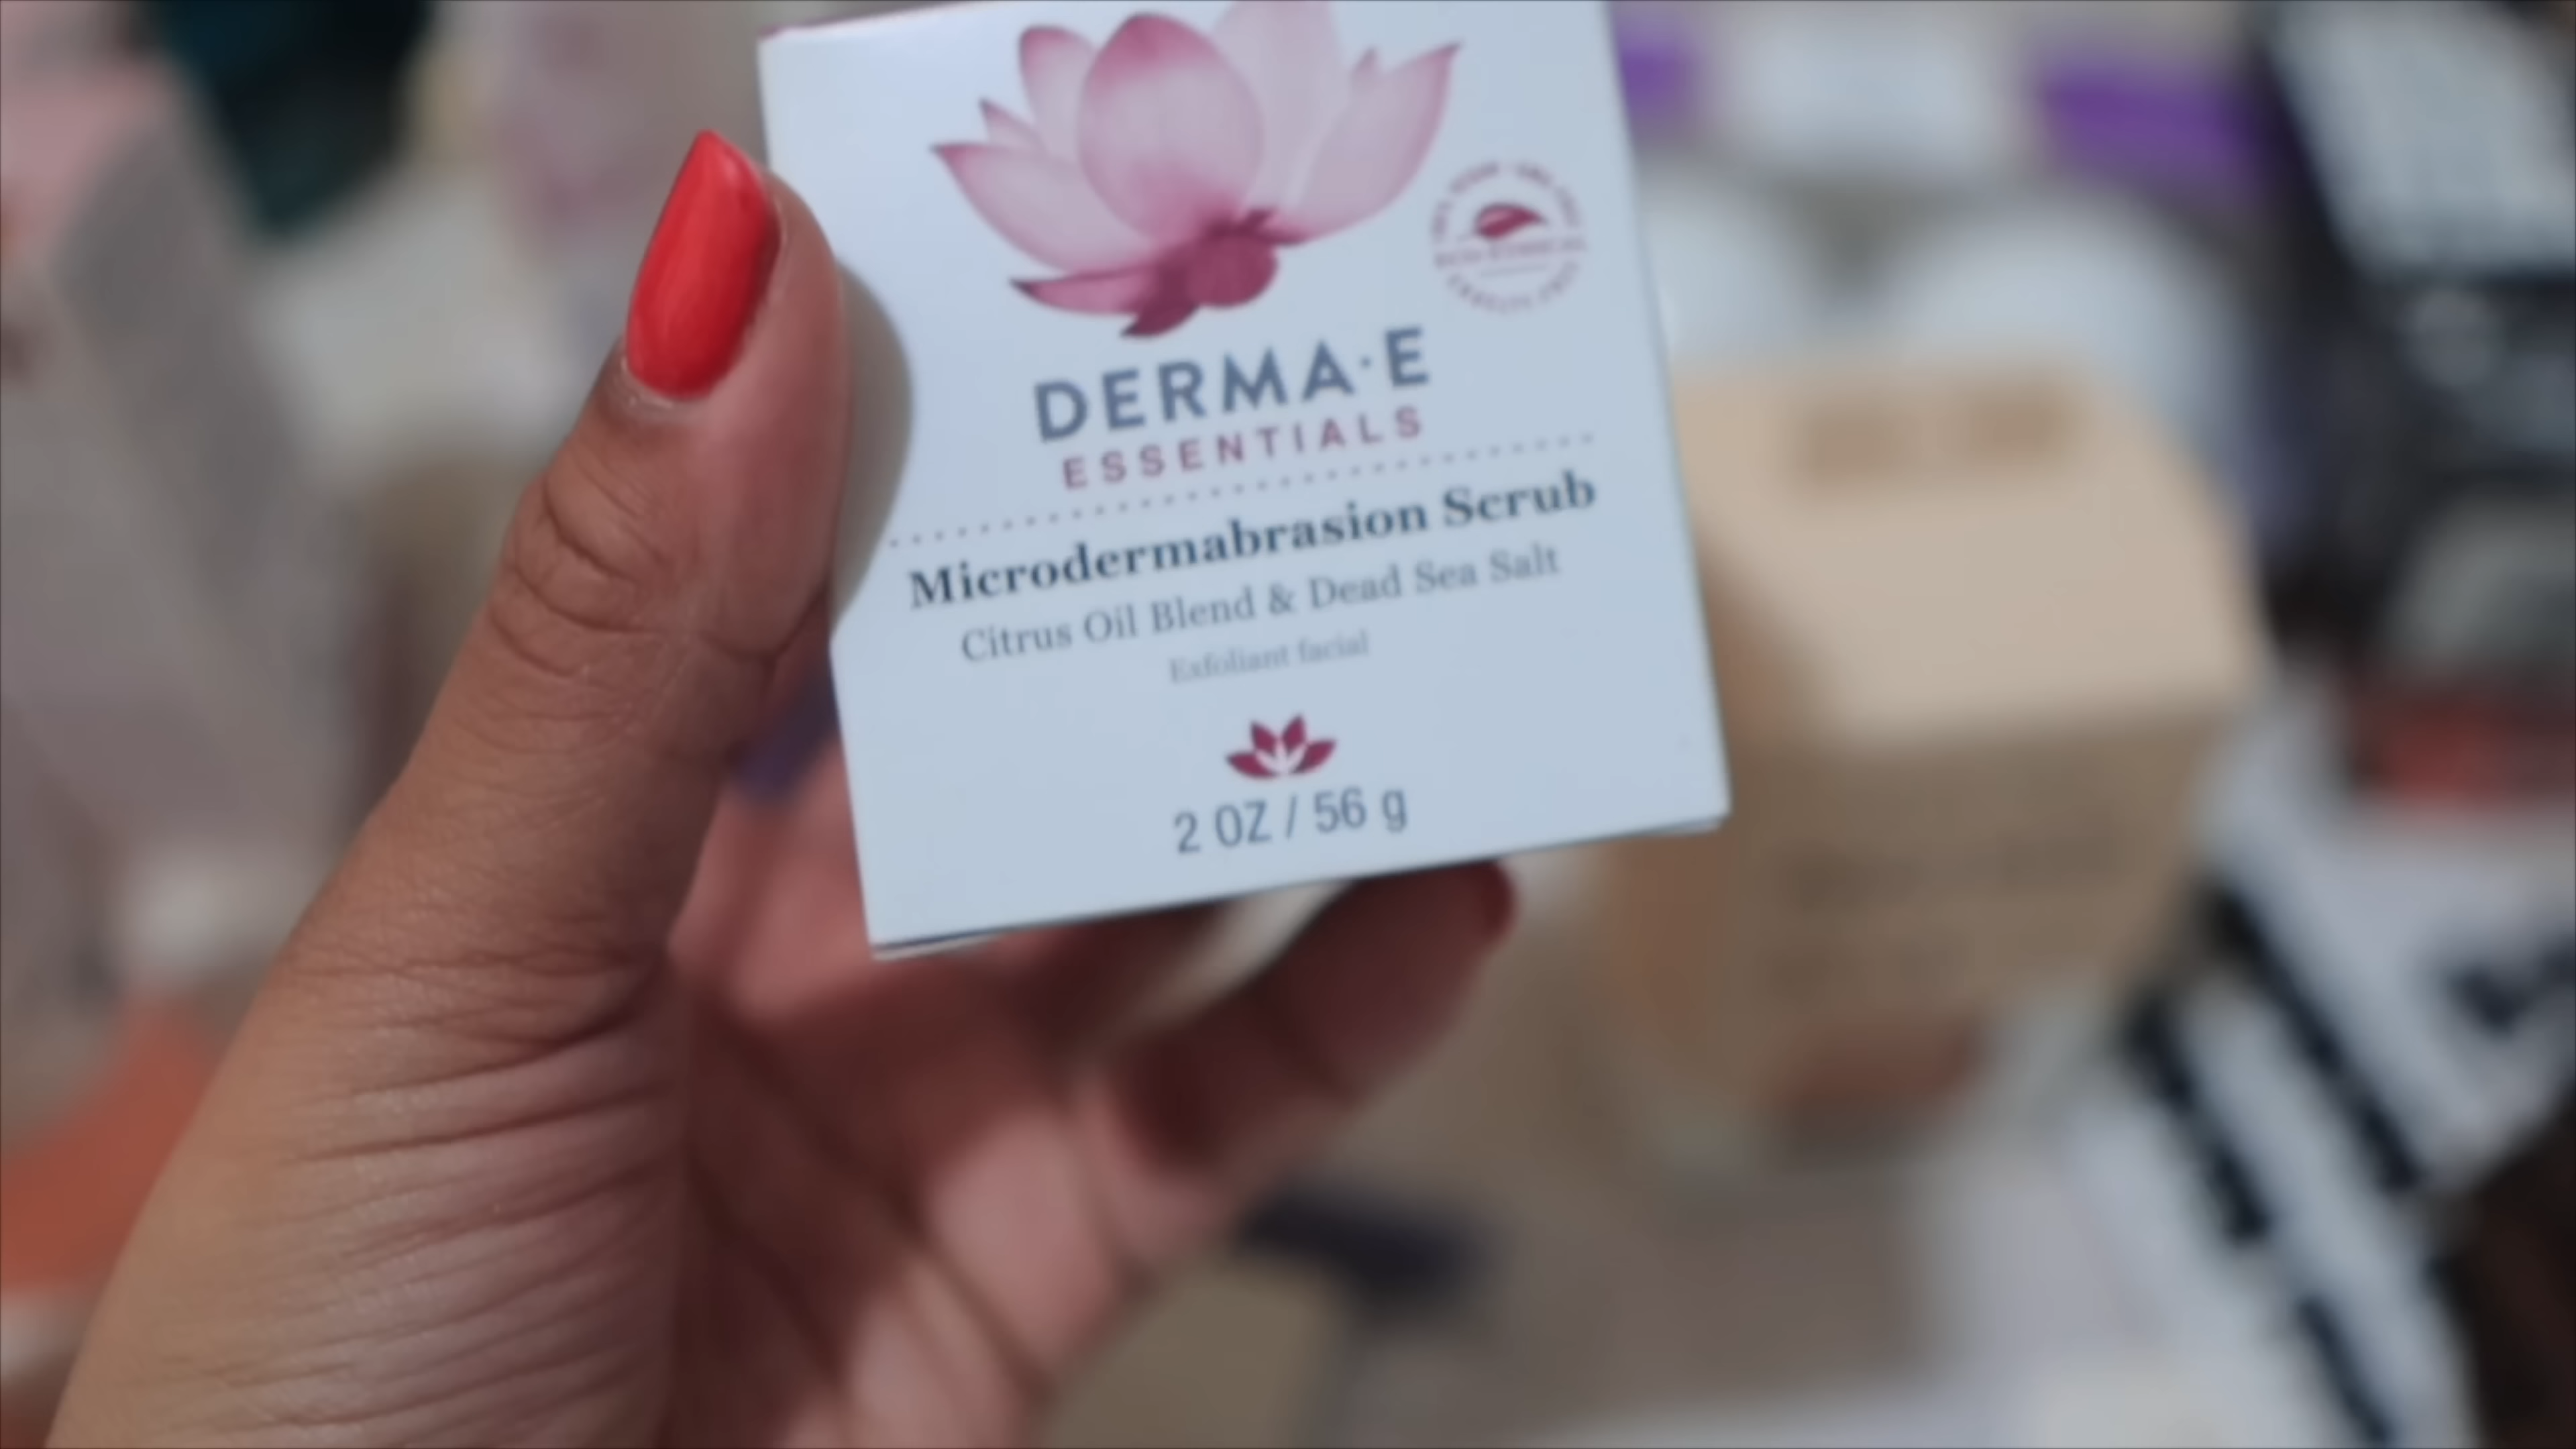 DERMA·E
ESSENTIALS
Microdermabrasion Scrub
Citrus Oil Blend & Dead Sea Salt
Exfoliant facial
2 OZ / 56 g